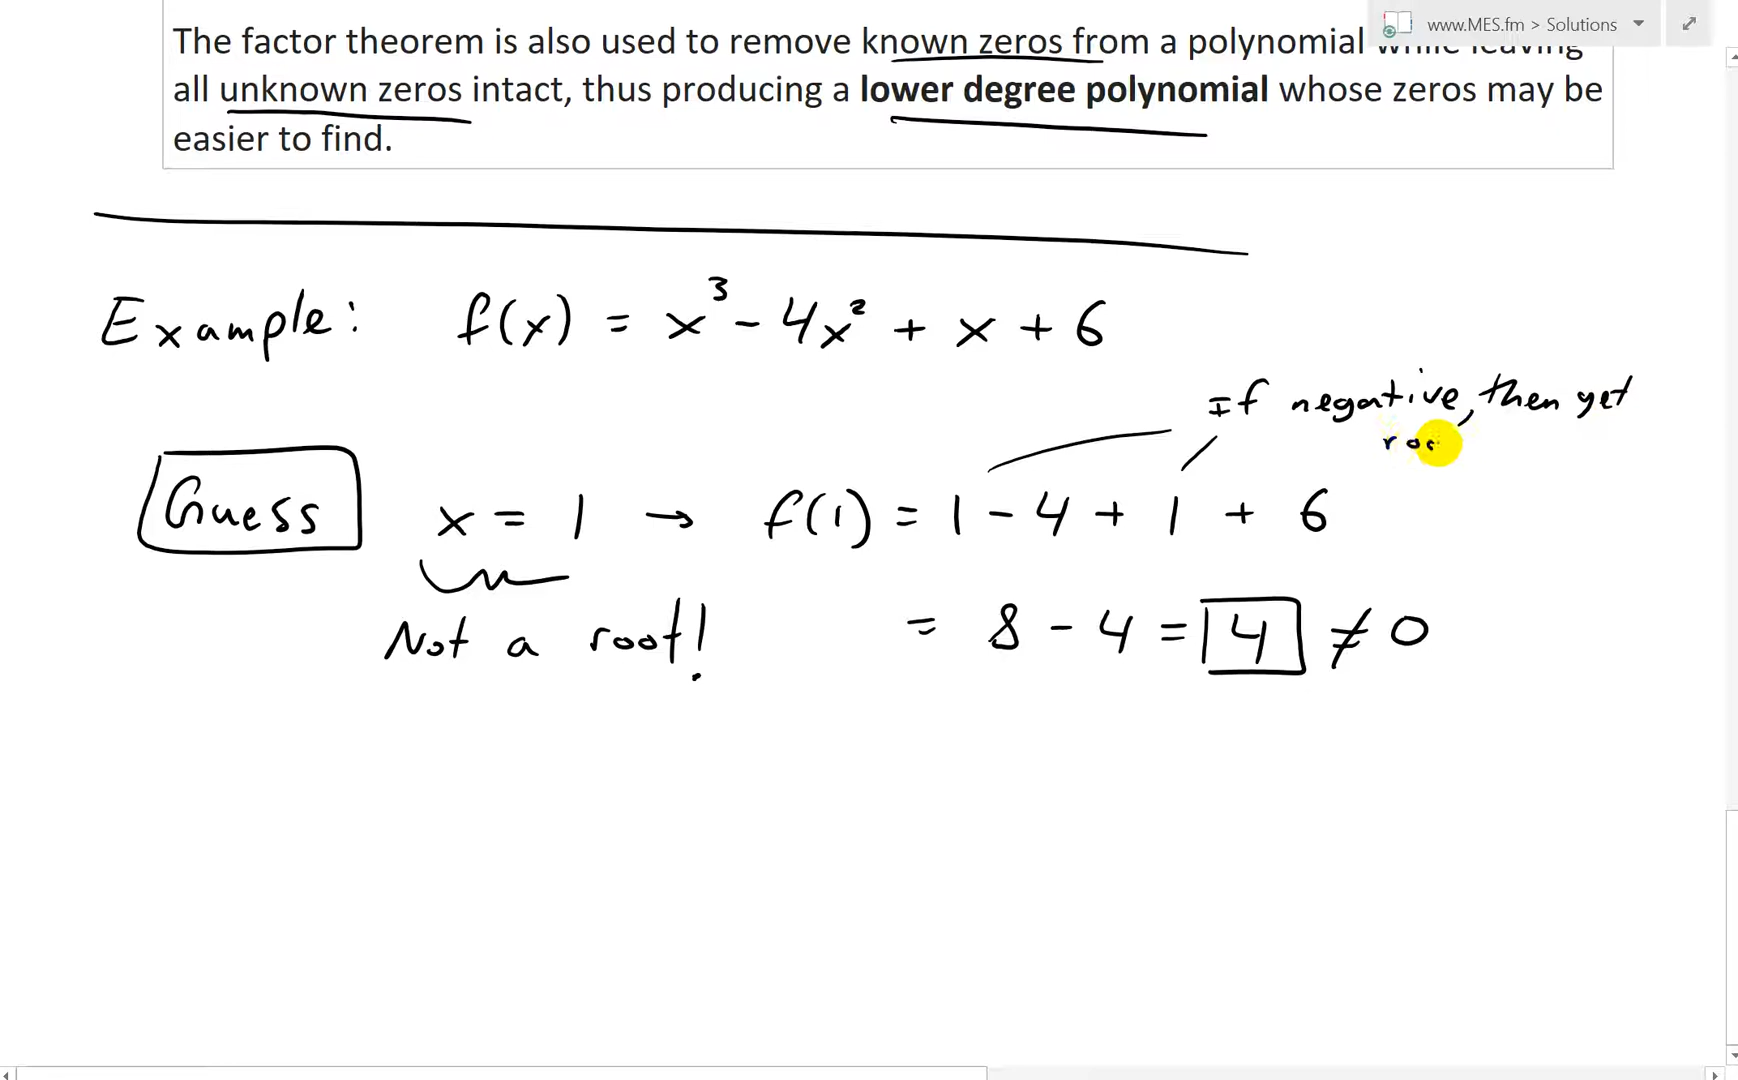 www.MES.fm > Solutions
The factor theorem is also used to remove known zeros from a polynomial while leaving
all unknown zeros intact, thus producing a lower degree polynomial whose zeros may be
easier to find.
Example: f(x) = x³ - 4x² + x + 6
If negative, then yet
Guess x = 1 → f(1) = 1 - 4 + 1 + 6
Not a root! = 8 - 4 = 4 ≠ 0